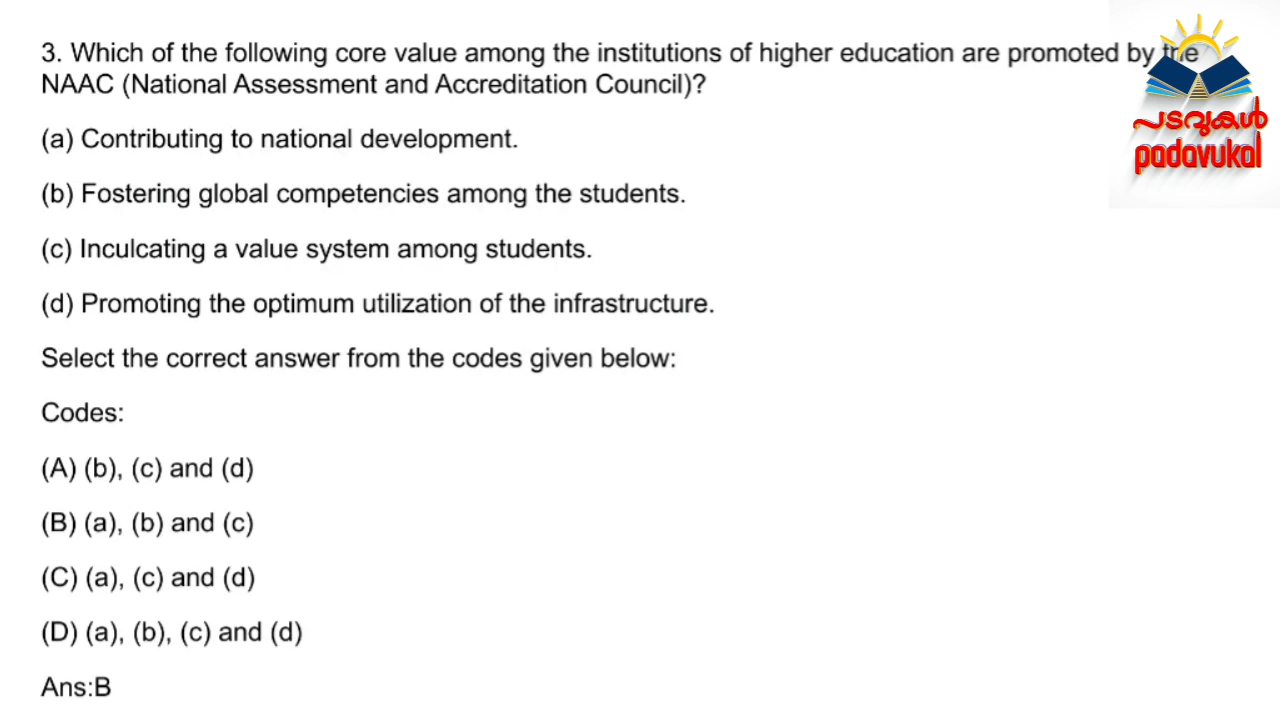 3. Which of the following core value among the institutions of higher education are promoted by the
NAAC (National Assessment and Accreditation Council)?
(a) Contributing to national development.
(b) Fostering global competencies among the students.
(c) Inculcating a value system among students.
(d) Promoting the optimum utilization of the infrastructure.
Select the correct answer from the codes given below:
Codes:
(A) (b), (c) and (d)
(B) (a), (b) and (c)
(C) (a), (c) and (d)
(D) (a), (b), (c) and (d)
Ans:B
പടവുകൾ
padavukal